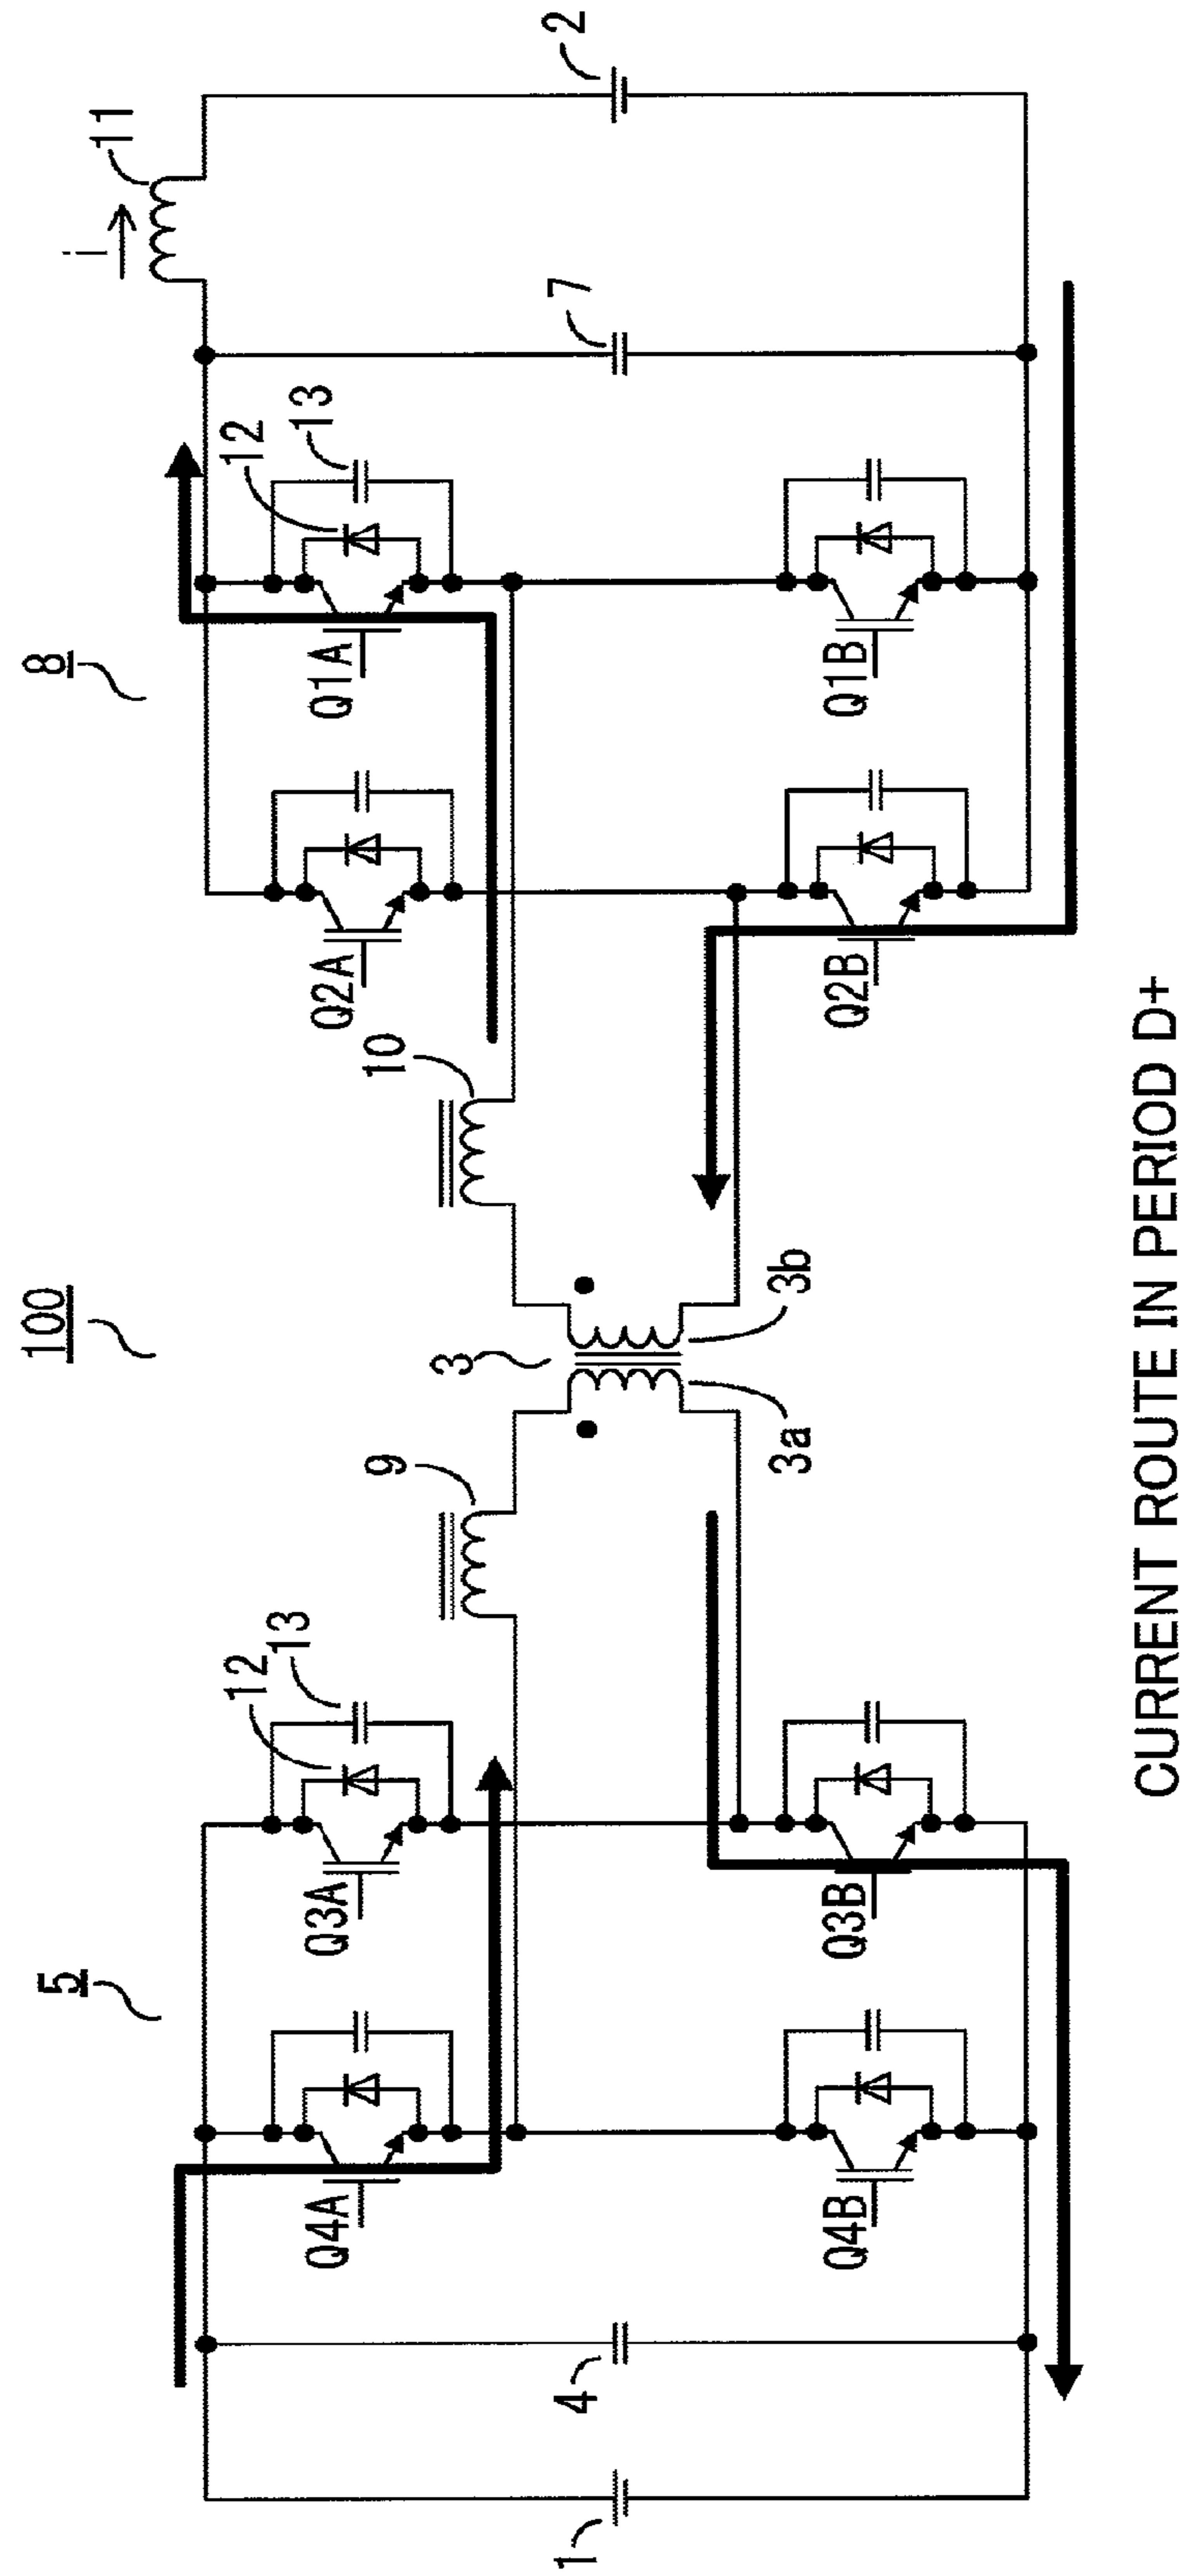 100
5
8
i
11
12
13
12
13
Q4A
Q3A
9
3
10
Q2A
Q1A
1
4
7
2
3a
3b
Q4B
Q3B
Q2B
Q1B
CURRENT ROUTE IN PERIOD D+